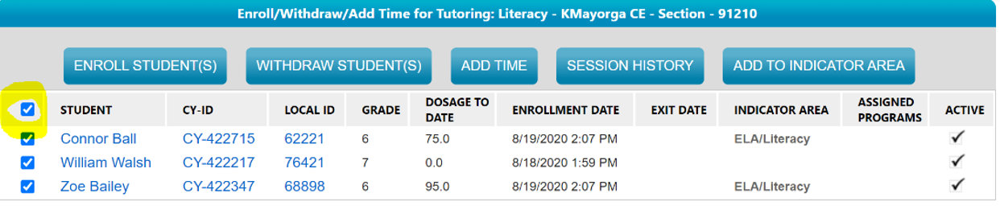 Enroll/Withdraw/Add Time for Tutoring: Literacy - KMayorga CE - Section - 91210
ENROLL STUDENT(S) WITHDRAW STUDENT(S) ADD TIME SESSION HISTORY ADD TO INDICATOR AREA
STUDENT CY-ID LOCAL ID GRADE DOSAGE TO DATE ENROLLMENT DATE EXIT DATE INDICATOR AREA ASSIGNED PROGRAMS ACTIVE
Connor Ball CY-422715 62221 6 75.0 8/19/2020 2:07 PM ELA/Literacy
William Walsh CY-422217 76421 7 0.0 8/18/2020 1:59 PM
Zoe Bailey CY-422347 68898 6 95.0 8/19/2020 2:07 PM ELA/Literacy